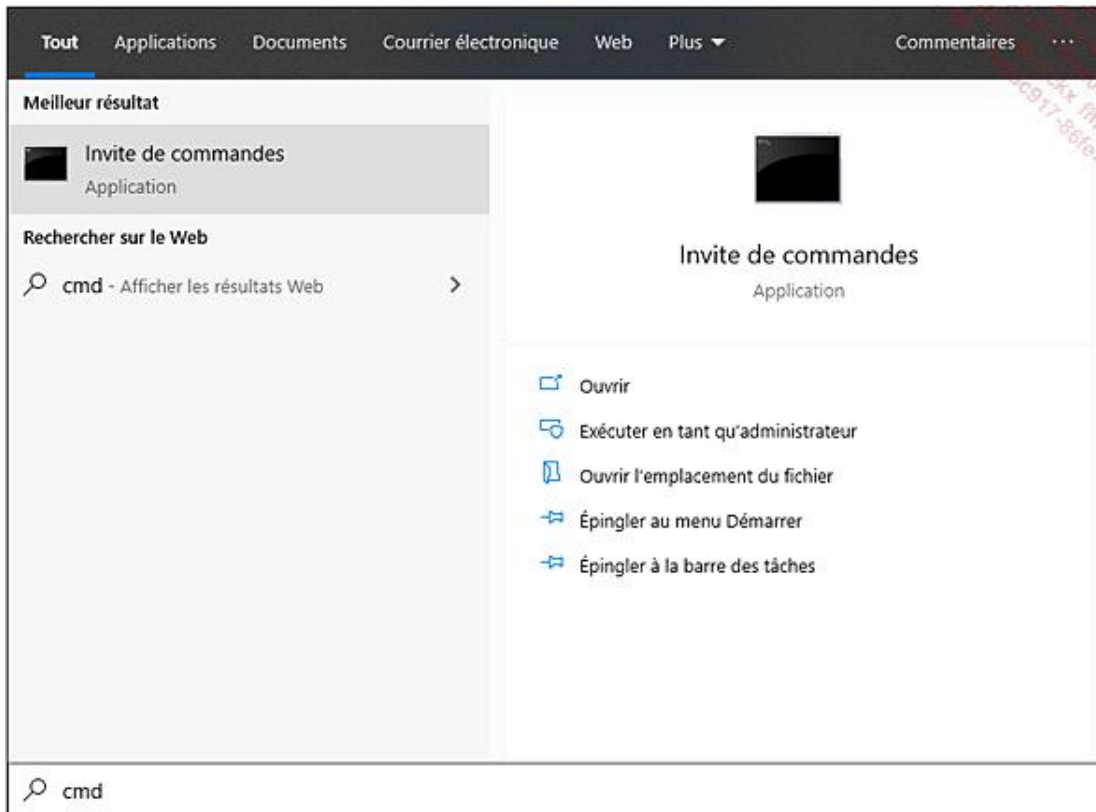 Tout Applications Documents Courrier électronique Web Plus Commentaires ...
Meilleur résultat
Invite de commandes
Application
Rechercher sur le Web
cmd - Afficher les résultats Web
Invite de commandes
Application
Ouvrir
Exécuter en tant qu'administrateur
Ouvrir l'emplacement du fichier
Épingler au menu Démarrer
Épingler à la barre des tâches
cmd